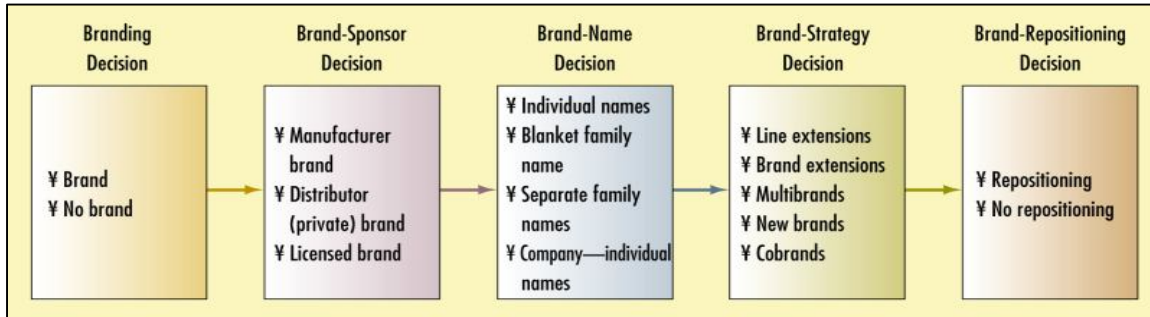 Branding
Decision
¥ Brand
¥ No brand
Brand-Sponsor
Decision
¥ Manufacturer
brand
¥ Distributor
(private) brand
¥ Licensed brand
Brand-Name
Decision
¥ Individual names
¥ Blanket family
name
¥ Separate family
names
¥ Company—individual
names
Brand-Strategy
Decision
¥ Line extensions
¥ Brand extensions
¥ Multibrands
¥ New brands
¥ Cobrands
Brand-Repositioning
Decision
¥ Repositioning
¥ No repositioning